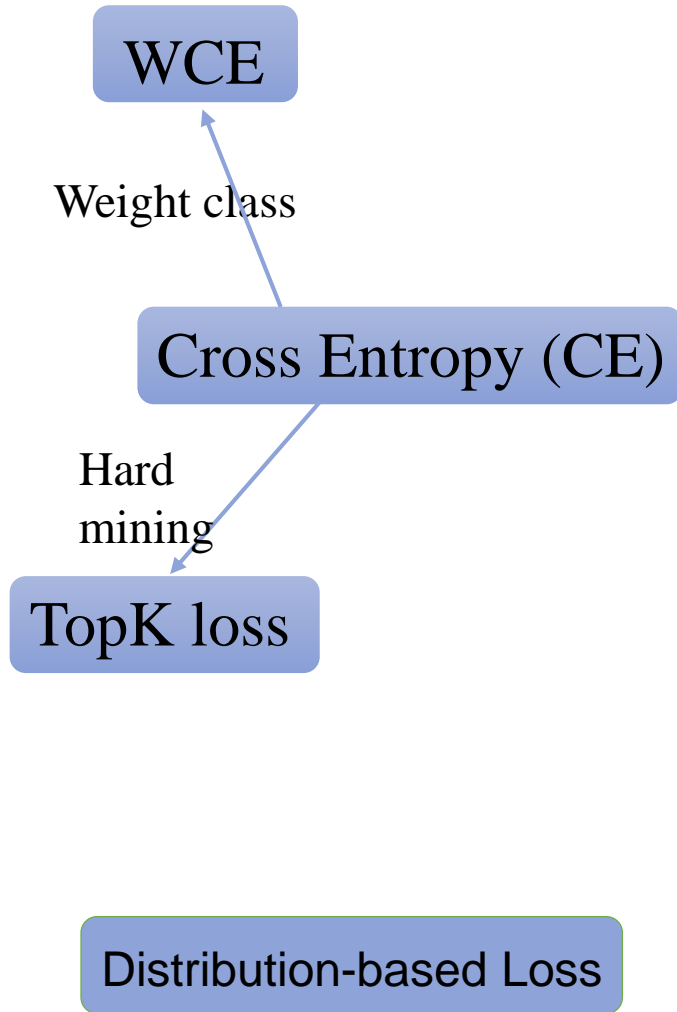 WCE
Weight class
Cross Entropy (CE)
Hard
mining
TopK loss
Distribution-based Loss